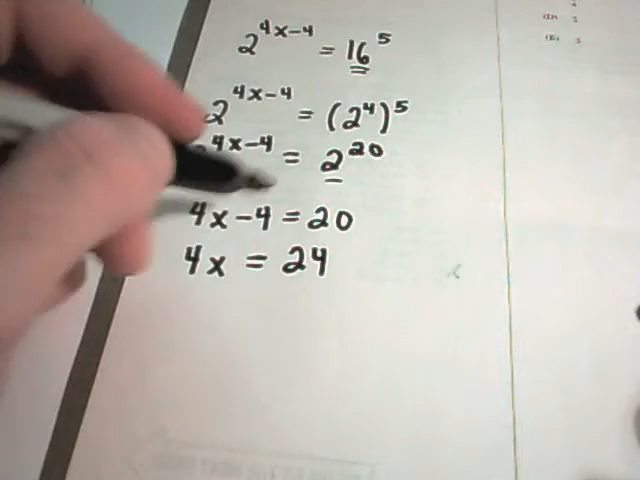 2^{4x-4} = 16^5
2^{4x-4} = (2^4)^5
2^{4x-4} = 2^{20}
4x-4=20
4x = 24